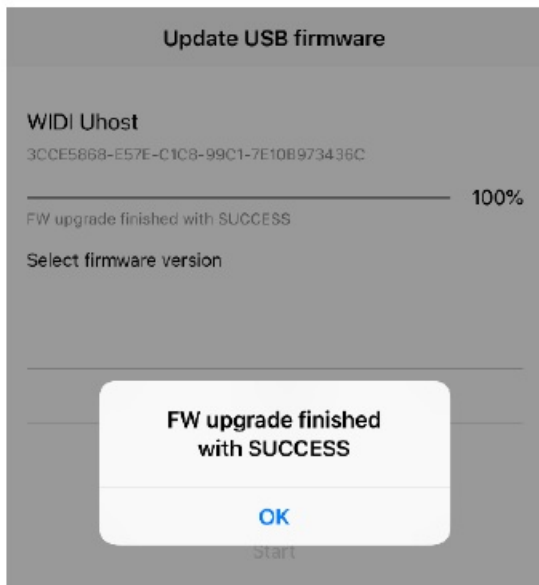 Update USB firmware
WIDI Uhost
3CCE5868-E57E-C1C8-99C1-7E10B973436C
100%
FW upgrade finished with SUCCESS
Select firmware version
FW upgrade finished
with SUCCESS
OK
Start